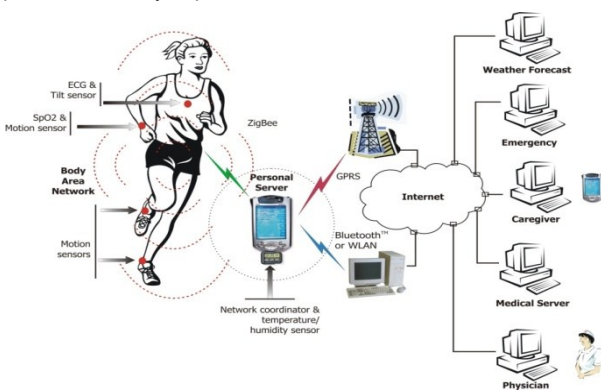 ECG &
Tilt sensor
SpO2 &
Motion sensor
ZigBee
Body
Area
Network
Motion
sensors
Personal
Server
Network coordinator &
temperature/
humidity sensor
GPRS
Bluetooth™
or WLAN
Internet
Weather Forecast
Emergency
Caregiver
Medical Server
Physician